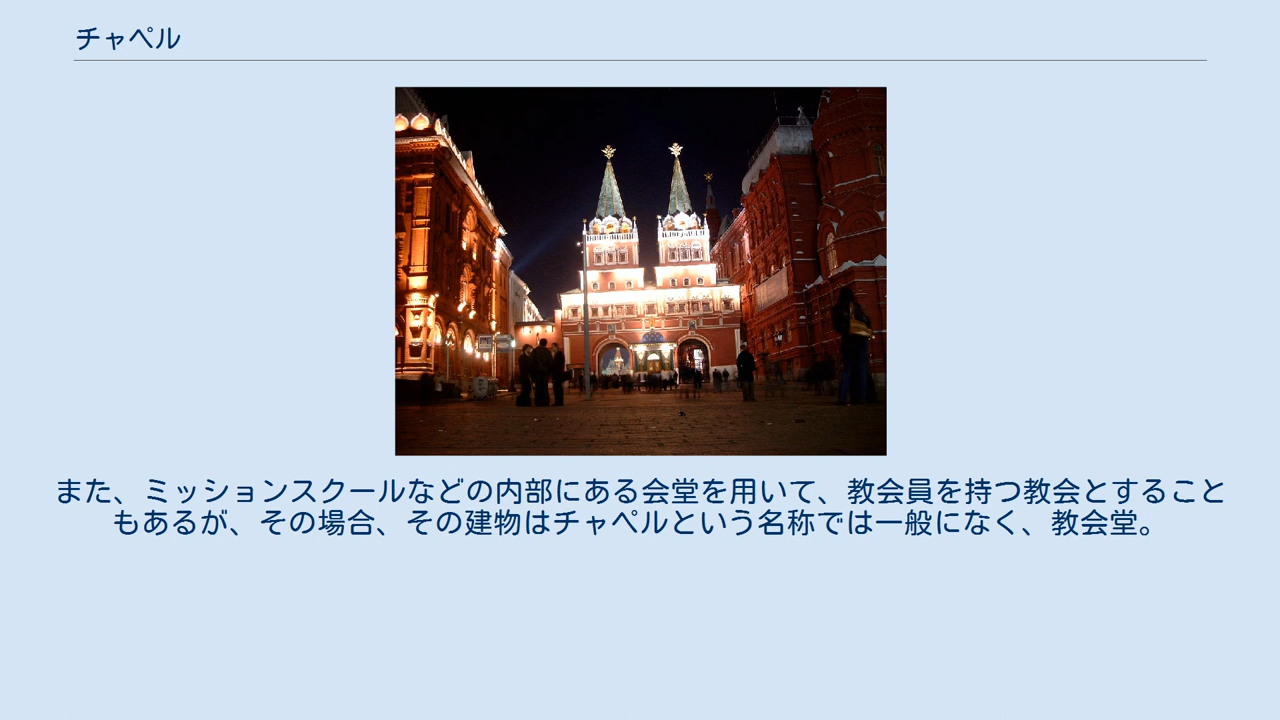 チャペル
また、ミッションスクールなどの内部にある会堂を用いて、教会員を持つ教会とすること
もあるが、その場合、その建物はチャペルという名称では一般になく、教会堂。